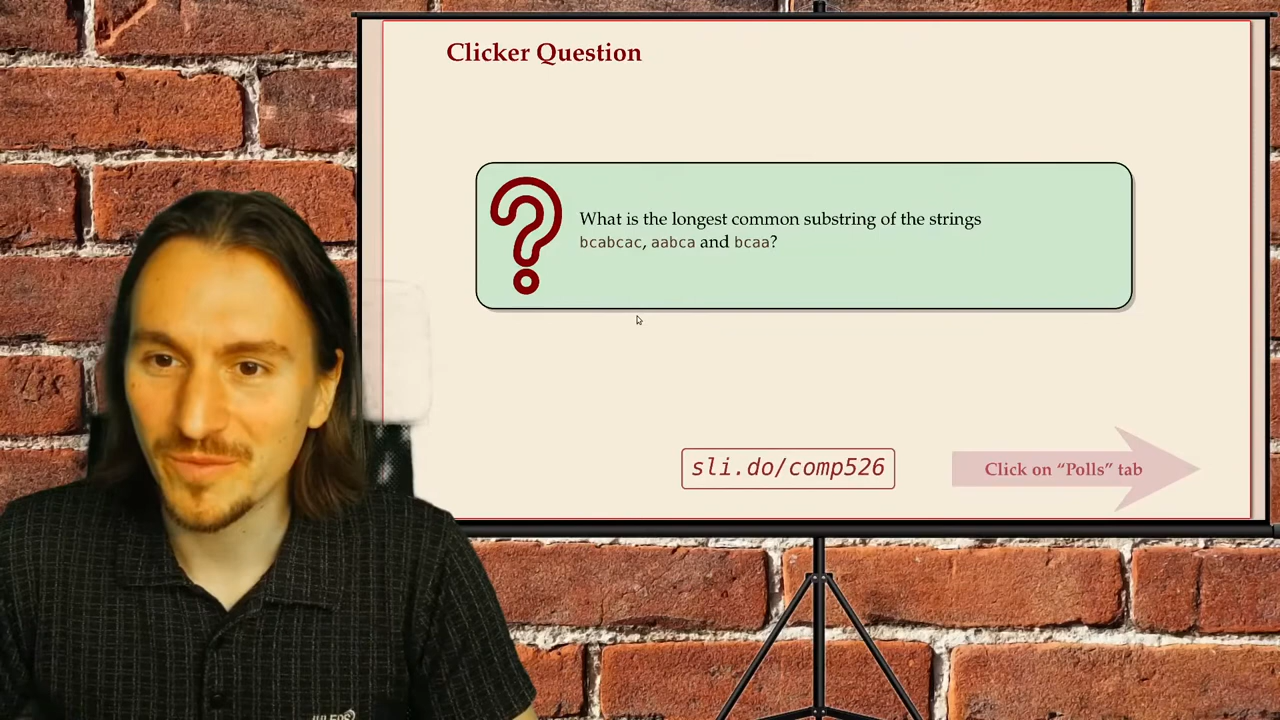 Clicker Question
What is the longest common substring of the strings
bcabcac, aabca and bcaa?
sli.do/comp526
Click on “Polls” tab